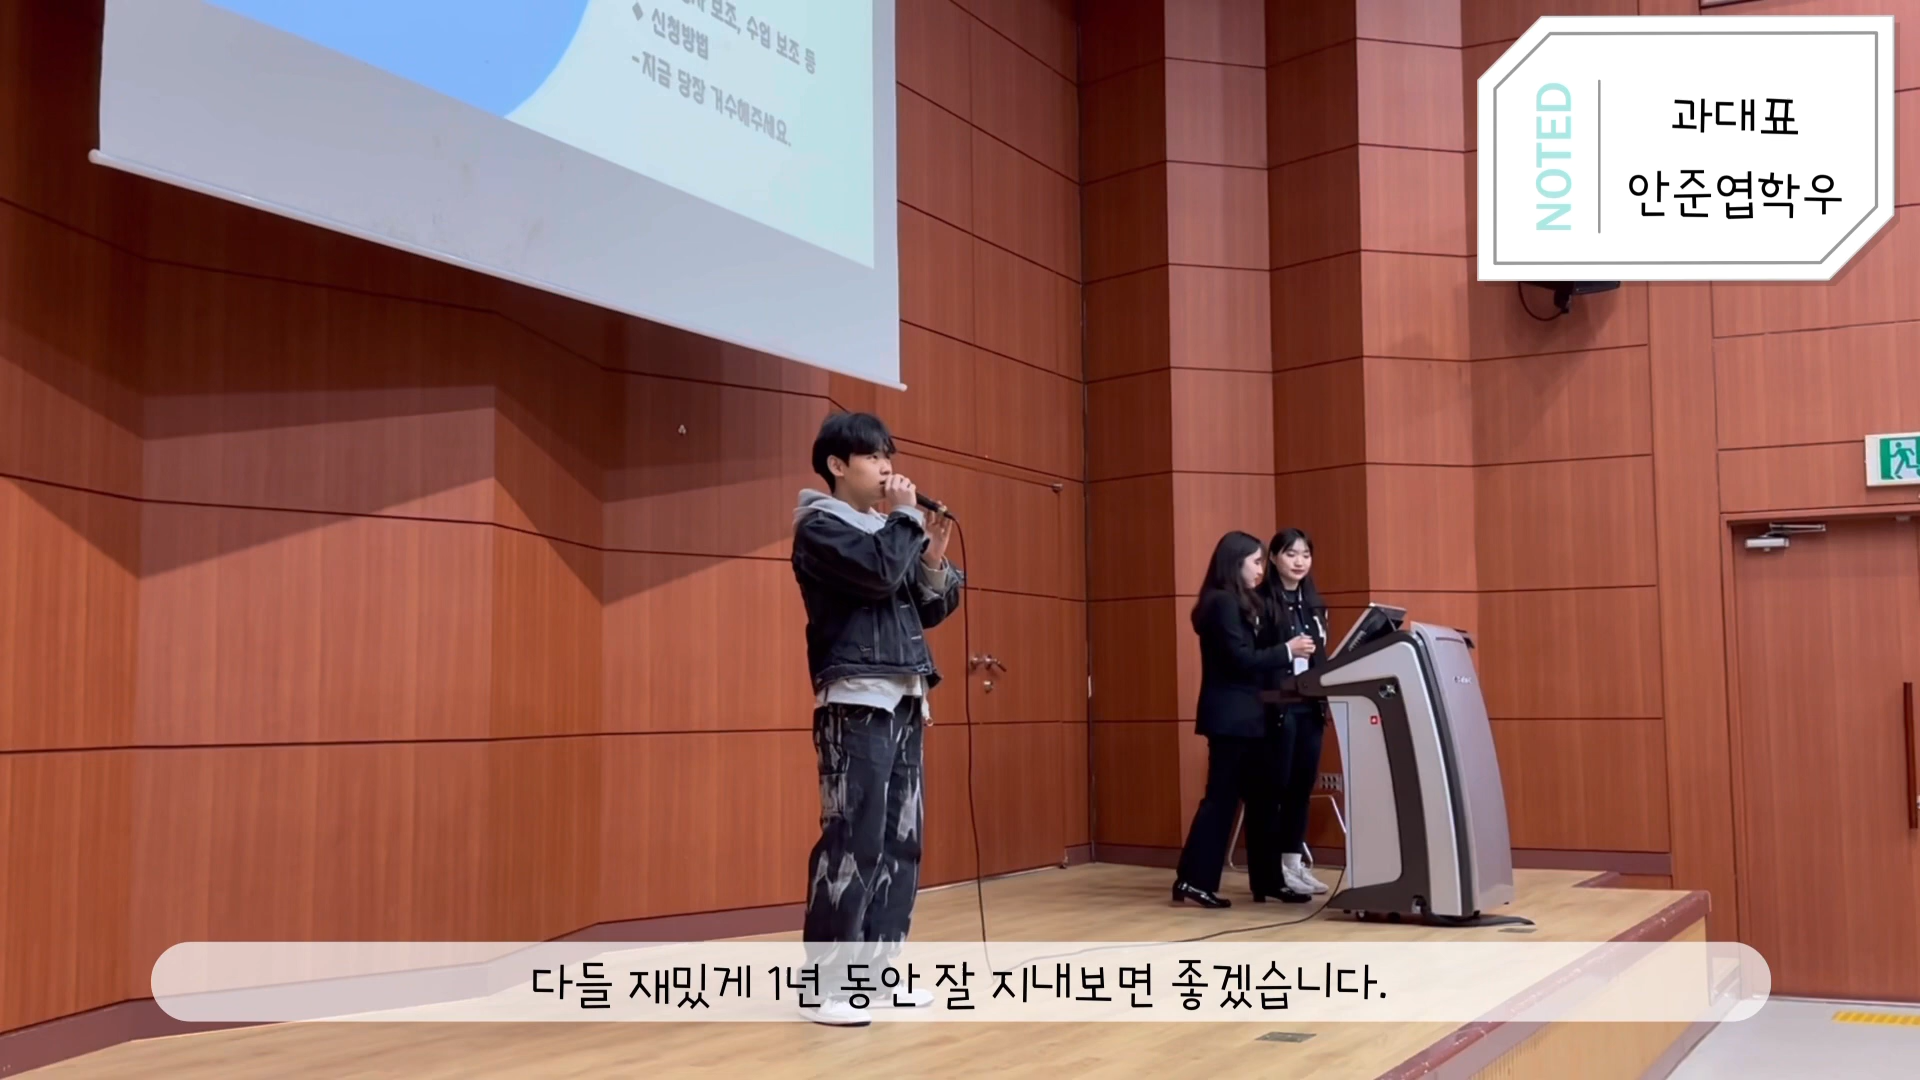 보조, 수업 보조 등
◆ 신청방법
-지금 당장 거수해주세요.
NOTED
과대표
안준엽학우
다들 재밌게 1년 동안 잘 지내보면 좋겠습니다.